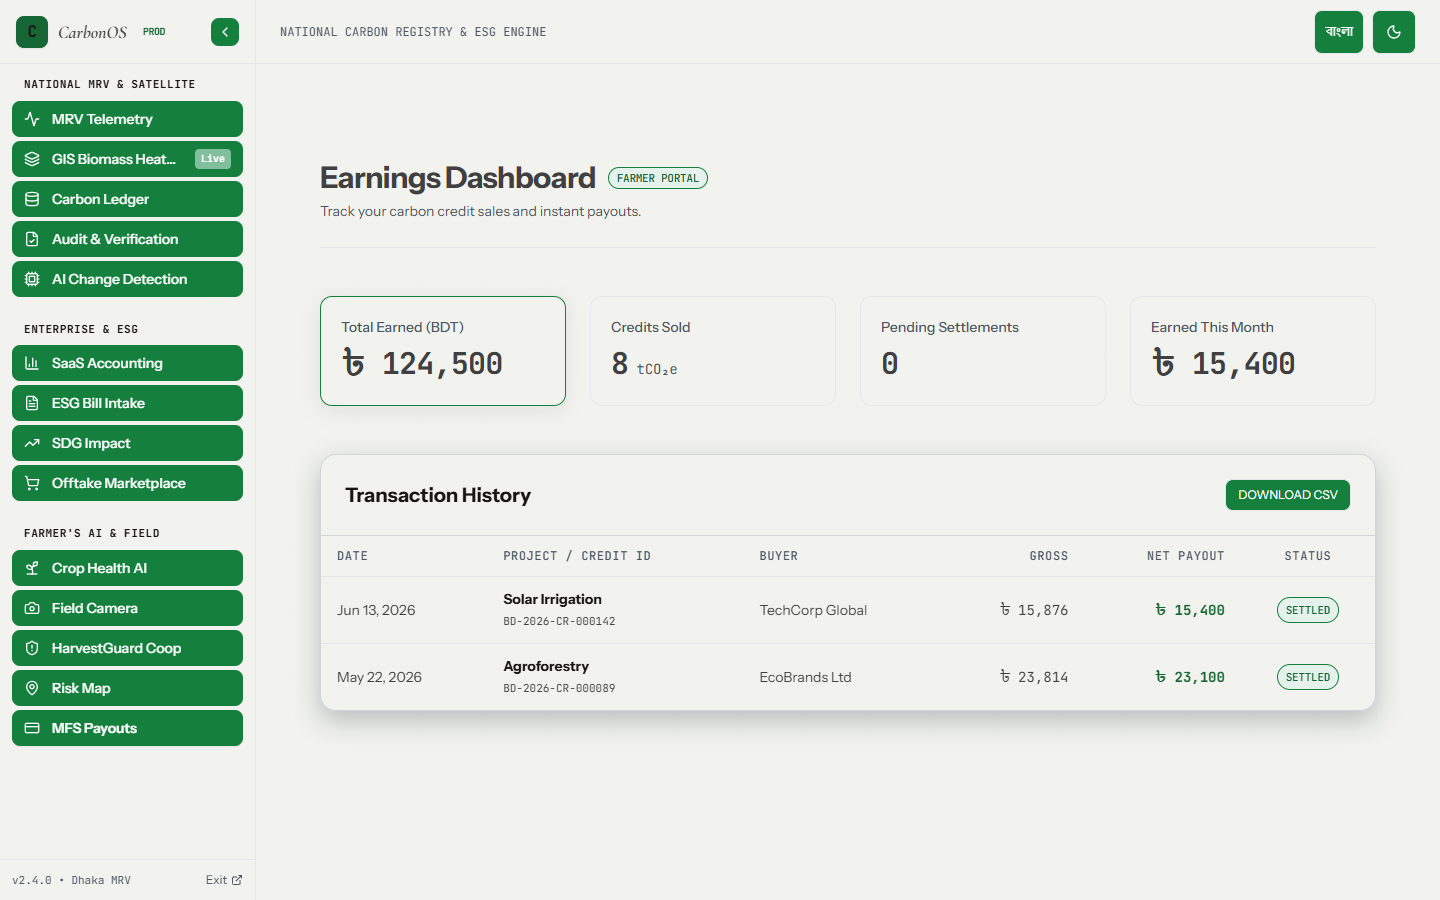 C CarbonOS PROD
NATIONAL CARBON REGISTRY & ESG ENGINE
বাংলা
NATIONAL MRV & SATELLITE
MRV Telemetry
GIS Biomass Heat... Live
Carbon Ledger
Audit & Verification
AI Change Detection
ENTERPRISE & ESG
SaaS Accounting
ESG Bill Intake
SDG Impact
Offtake Marketplace
FARMER'S AI & FIELD
Crop Health AI
Field Camera
HarvestGuard Coop
Risk Map
MFS Payouts
v2.4.0 • Dhaka MRV
Exit
Earnings Dashboard FARMER PORTAL
Track your carbon credit sales and instant payouts.
Total Earned (BDT)
৳ 124,500
Credits Sold
8 tCO₂e
Pending Settlements
0
Earned This Month
৳ 15,400
Transaction History
DOWNLOAD CSV
DATE PROJECT / CREDIT ID BUYER GROSS NET PAYOUT STATUS
Jun 13, 2026 Solar Irrigation TechCorp Global ৳ 15,876 ৳ 15,400 SETTLED
BD-2026-CR-000142
May 22, 2026 Agroforestry EcoBrands Ltd ৳ 23,814 ৳ 23,100 SETTLED
BD-2026-CR-000089